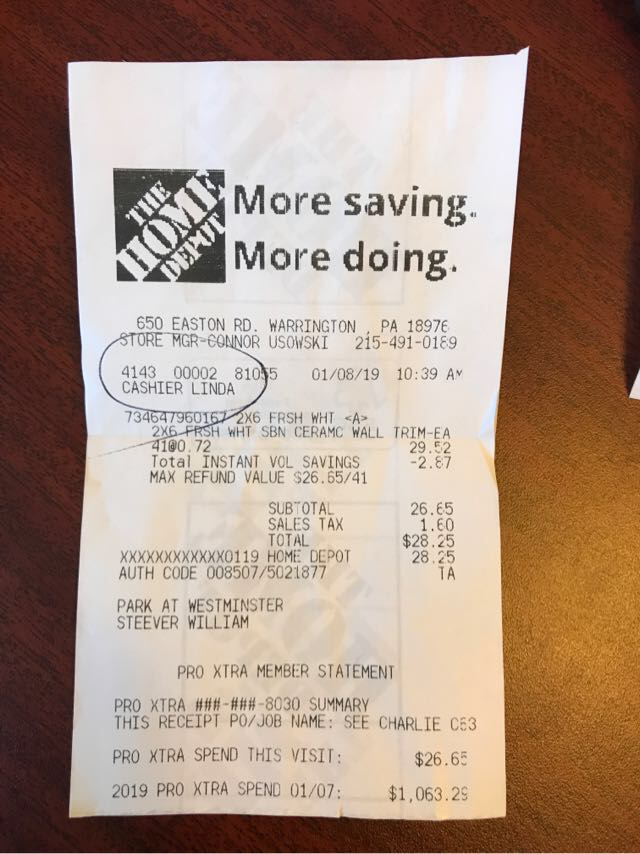 THE HOME DEPOT
More saving.
More doing.
650 EASTON RD. WARRINGTON , PA 18976
STORE MGR-CONNOR USOWSKI 215-491-0189
4143 00002 81055 01/08/19 10:39 AM
CASHIER LINDA
734647960167 2X6 FRSH WHT <A>
2X6 FRSH WHT SBN CERAMC WALL TRIM-EA
41@0.72 29.52
Total INSTANT VOL SAVINGS -2.87
MAX REFUND VALUE $26.65/41
SUBTOTAL 26.65
SALES TAX 1.60
TOTAL $28.25
XXXXXXXXXXXX0119 HOME DEPOT 28.25
AUTH CODE 008507/5021877 TA
PARK AT WESTMINSTER
STEEVER WILLIAM
PRO XTRA MEMBER STATEMENT
PRO XTRA ###-###-8030 SUMMARY
THIS RECEIPT PO/JOB NAME: SEE CHARLIE C53
PRO XTRA SPEND THIS VISIT: $26.65
2019 PRO XTRA SPEND 01/07: $1,063.29